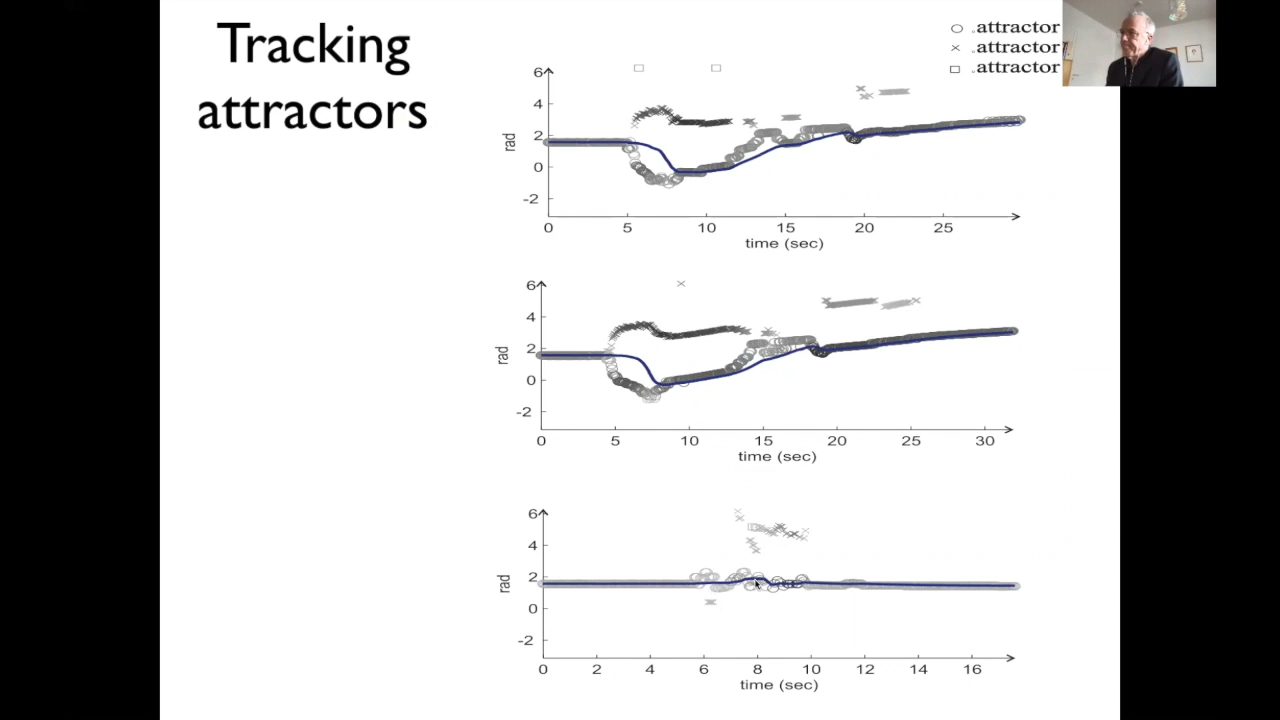 Tracking
attractors
attractor
attractor
attractor
6
4
2
0
-2
rad
0 5 10 15 20 25
time (sec)
6
4
2
0
-2
rad
0 5 10 15 20 25 30
time (sec)
6
4
2
0
-2
rad
0 2 4 6 8 10 12 14 16
time (sec)